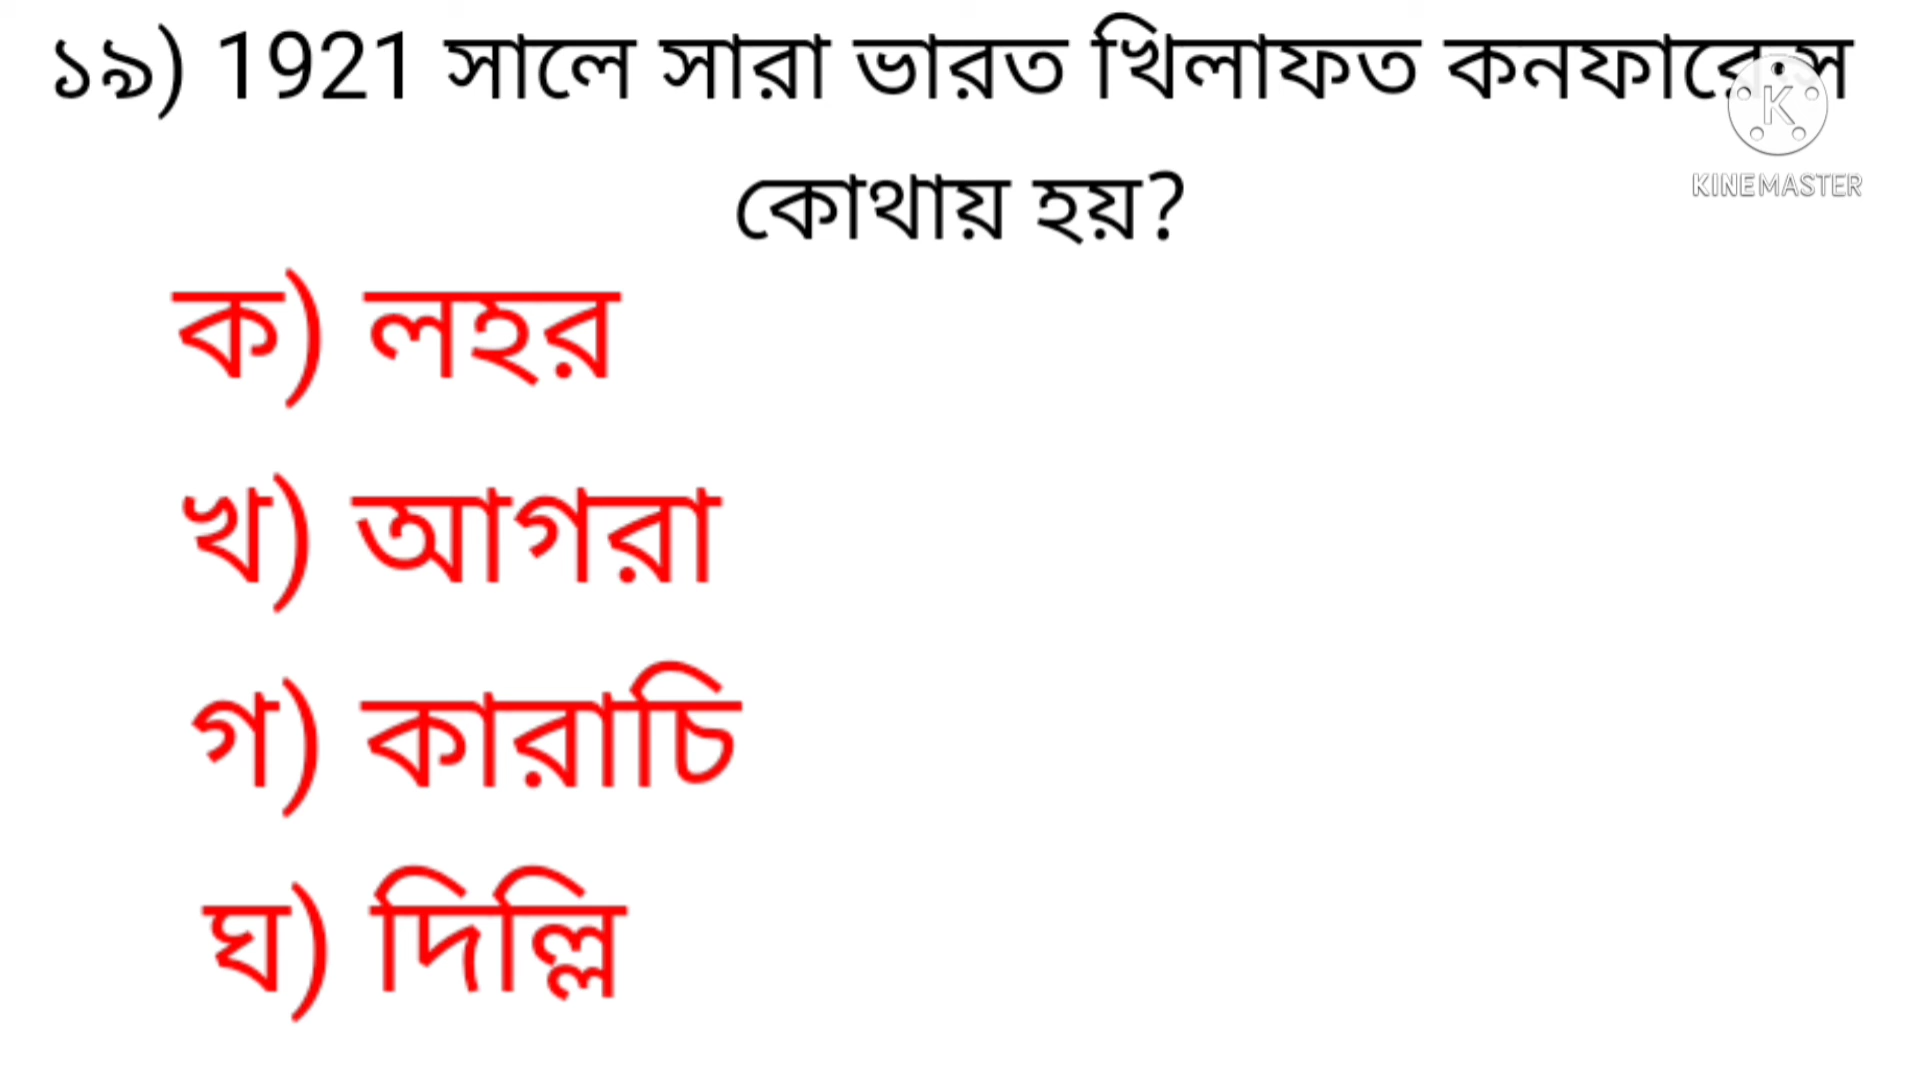 ১৯) 1921 সালে সারা ভারত খিলাফত কনফারেন্স
কোথায় হয়?
KINEMASTER
ক) লহর
খ) আগরা
গ) কারাচি
ঘ) দিল্লি